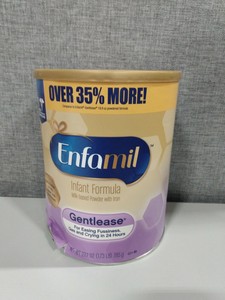 OVER 35% MORE!
Enfamil
Infant Formula
Milk-based Powder with Iron
Gentlease
For Easing Fussiness,
Gas and Crying in 24 Hours